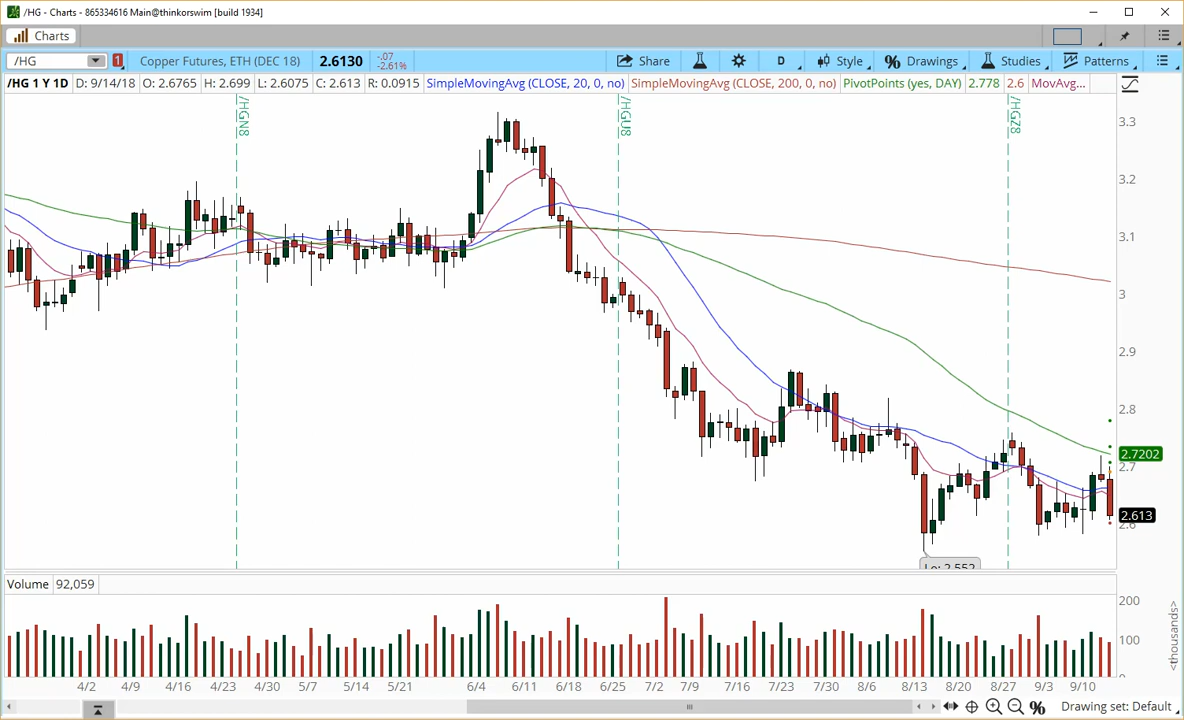 /HG - Charts - 865334616 Main@thinkorswim [build 1934]
Charts
/HG 1 Copper Futures, ETH (DEC 18) 2.6130 -.07 -2.61% Share D Style % Drawings Studies Patterns
/HG 1 Y 1D D: 9/14/18 O: 2.6765 H: 2.699 L: 2.6075 C: 2.613 R: 0.0915 SimpleMovingAvg (CLOSE, 20, 0, no) SimpleMovingAvg (CLOSE, 200, 0, no) PivotPoints (yes, DAY) 2.778 2.6 MovAvg...
/HGN8
/HGU8
/HGZ8
3.3
3.2
3.1
3
2.9
2.8
2.7202
2.7
2.613
2.6
Lo: 2.552
Volume 92,059
200
100
<thousands>
4/2 4/9 4/16 4/23 4/30 5/7 5/14 5/21 6/4 6/11 6/18 6/25 7/2 7/9 7/16 7/23 7/30 8/6 8/13 8/20 8/27 9/3 9/10
% Drawing set: Default